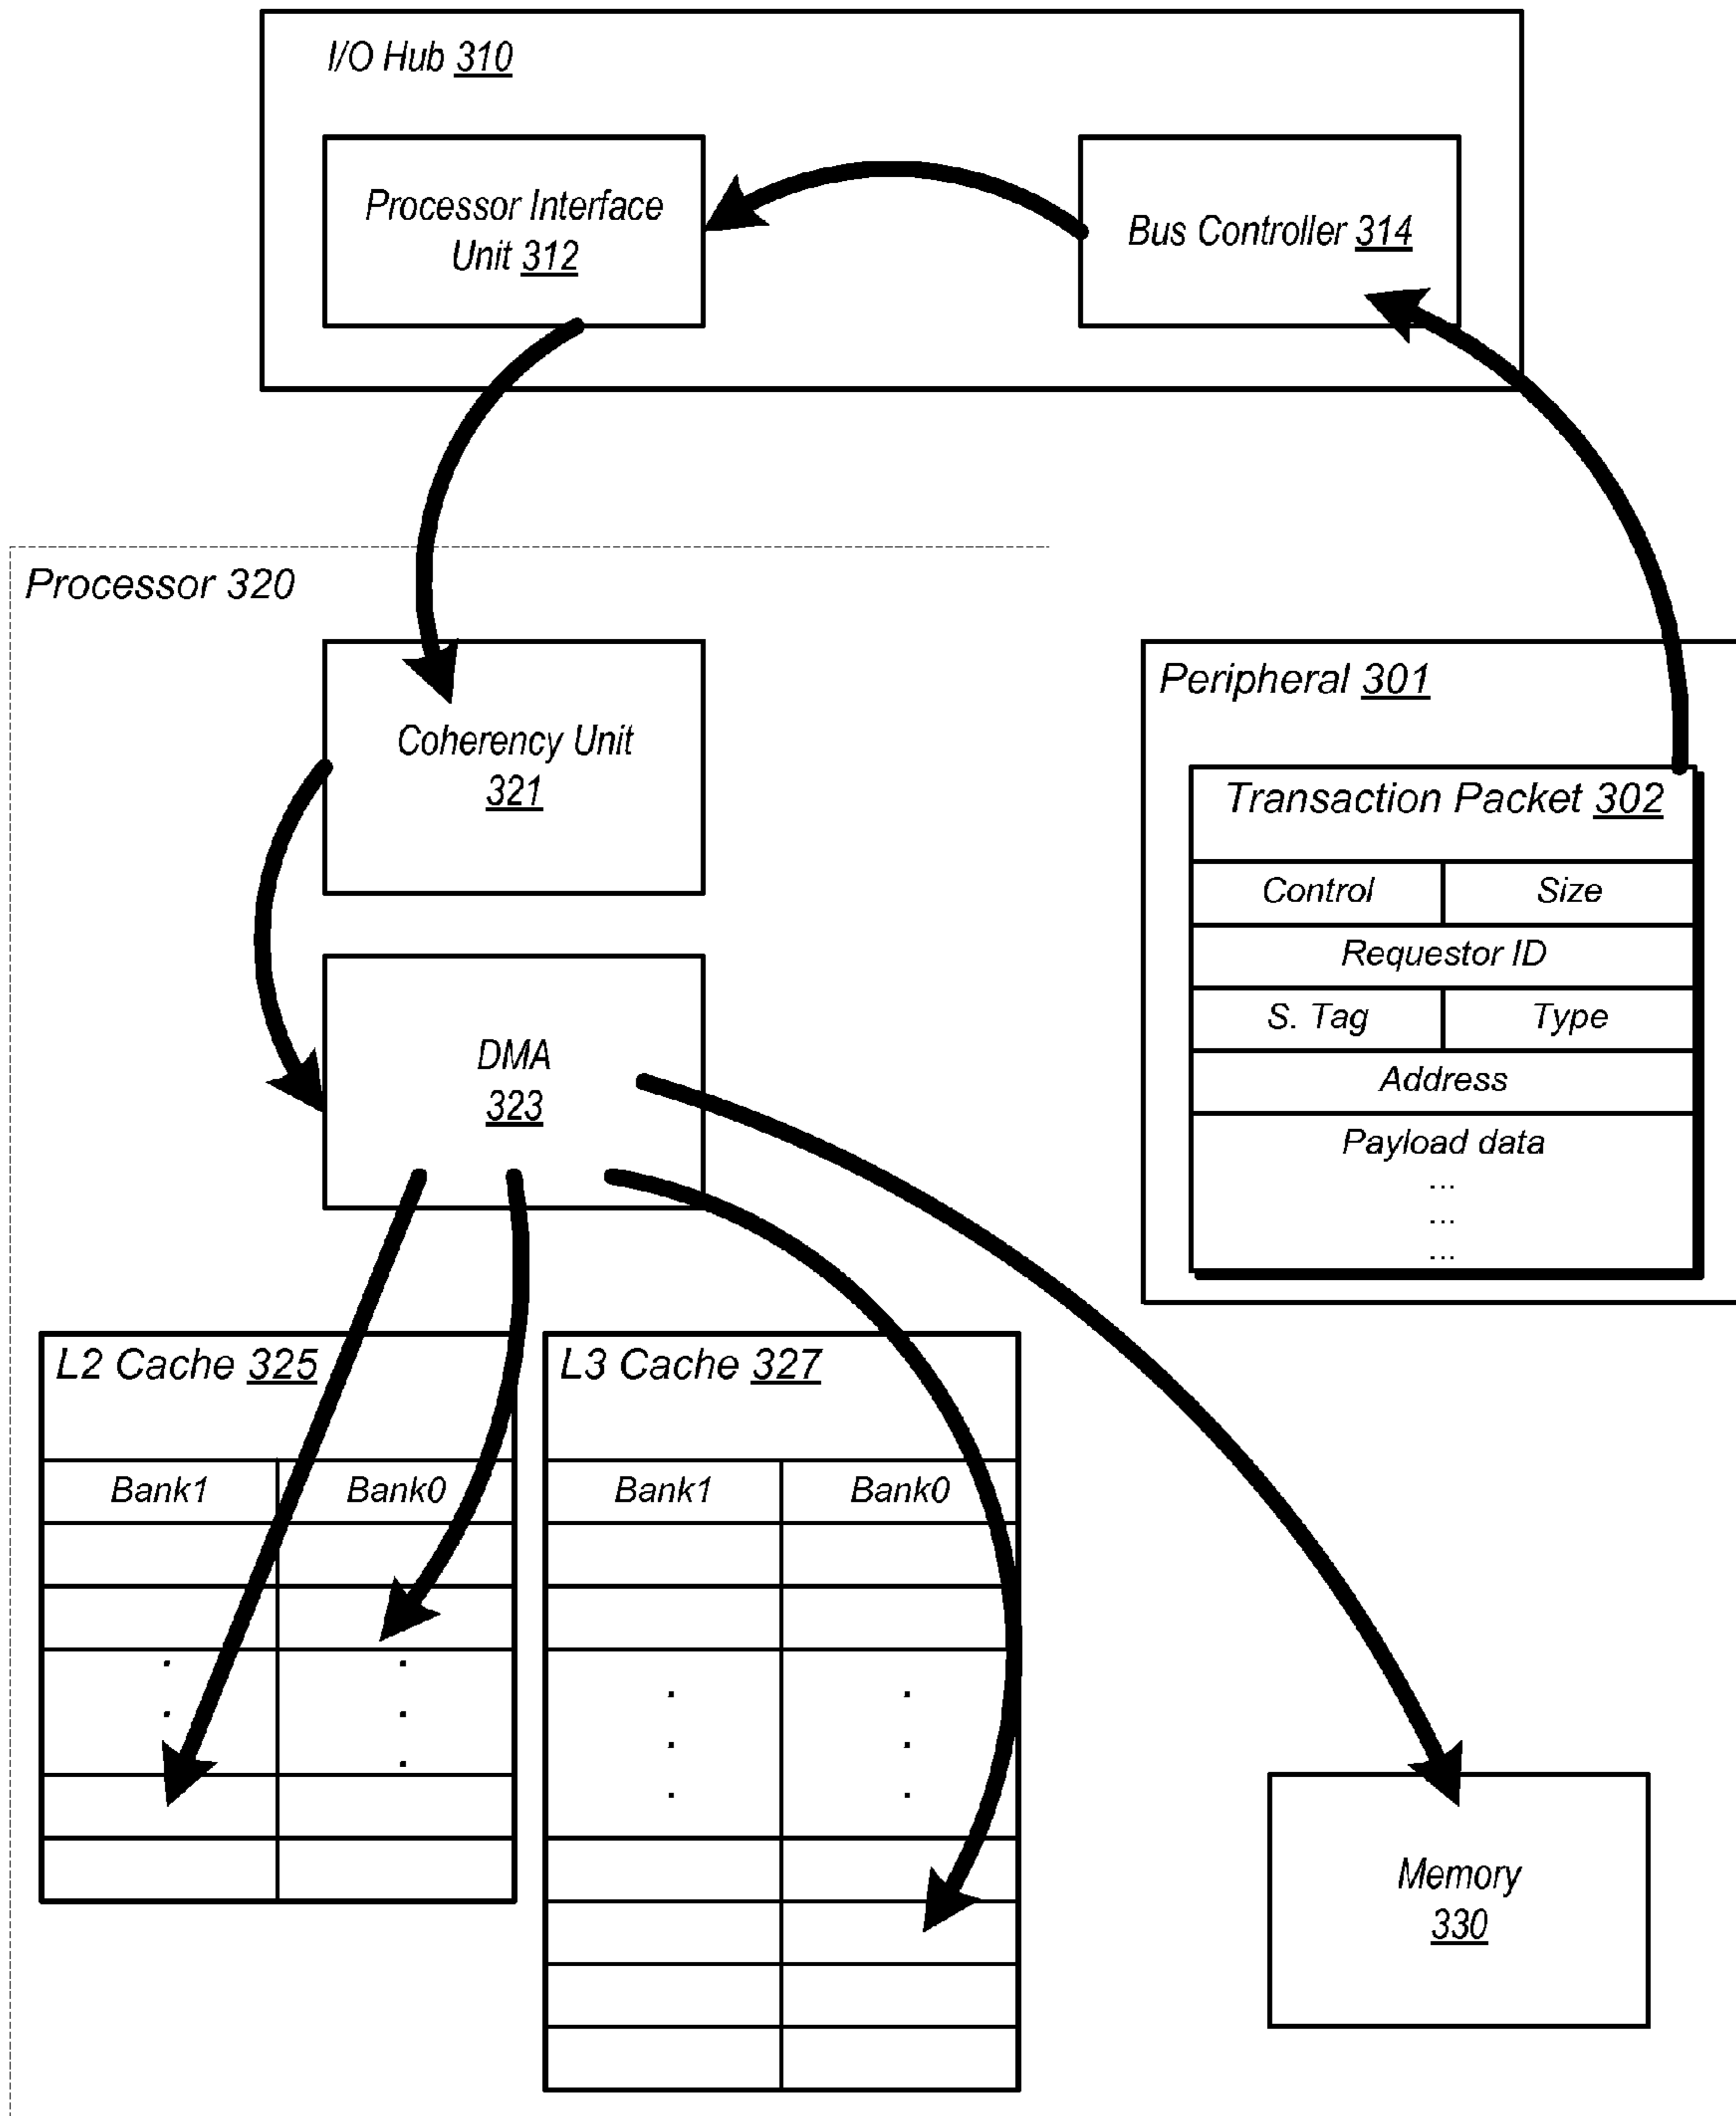 I/O Hub 310
Processor Interface
Unit 312
Bus Controller 314
Processor 320
Coherency Unit
321
Peripheral 301
Transaction Packet 302
Control Size
Requestor ID
S. Tag Type
Address
Payload data
...
...
...
DMA
323
L2 Cache 325
Bank1 Bank0
L3 Cache 327
Bank1 Bank0
Memory
330